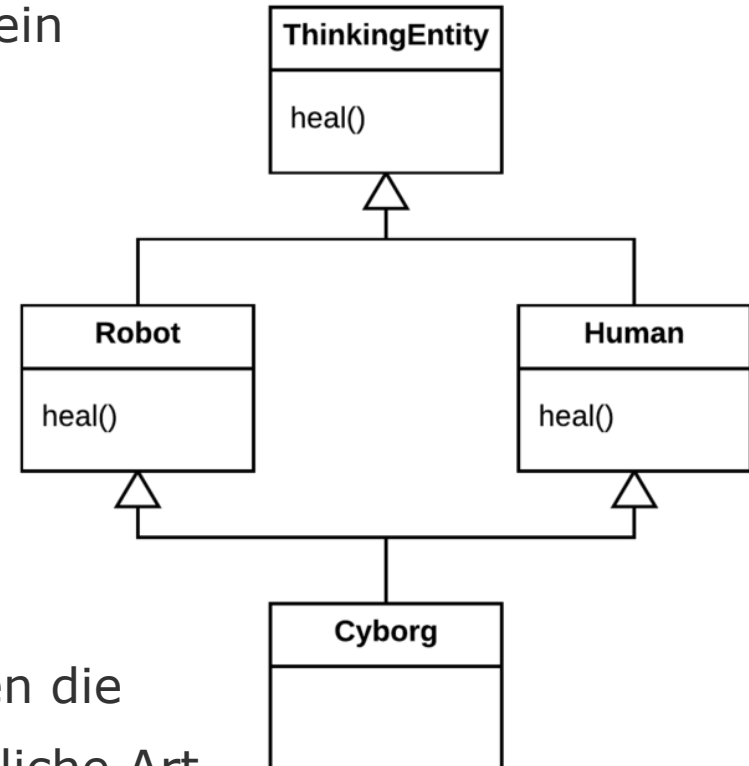 ein
ThinkingEntity
heal()
Robot
Human
heal()
heal()
Cyborg
en die
liche Art